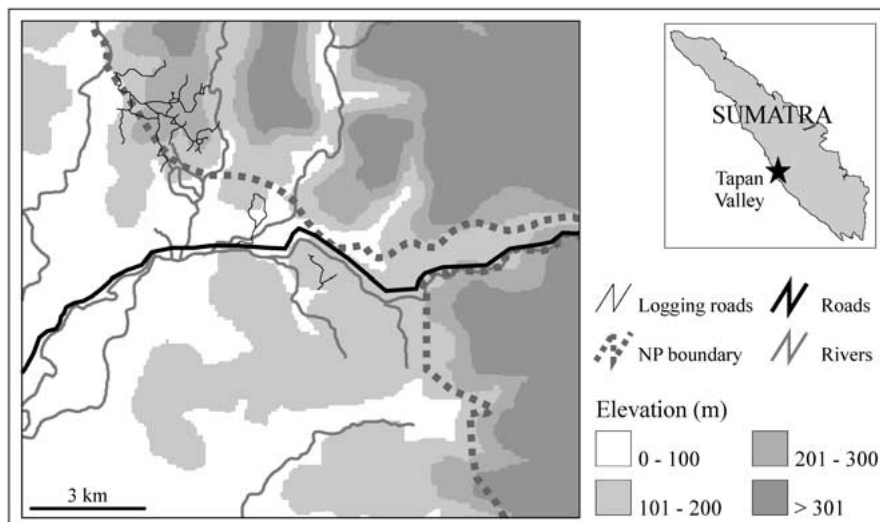 SUMATRA
Tapan
Valley
Logging roads
Roads
NP boundary
Rivers
Elevation (m)
0 - 100
201 - 300
101 - 200
> 301
3 km